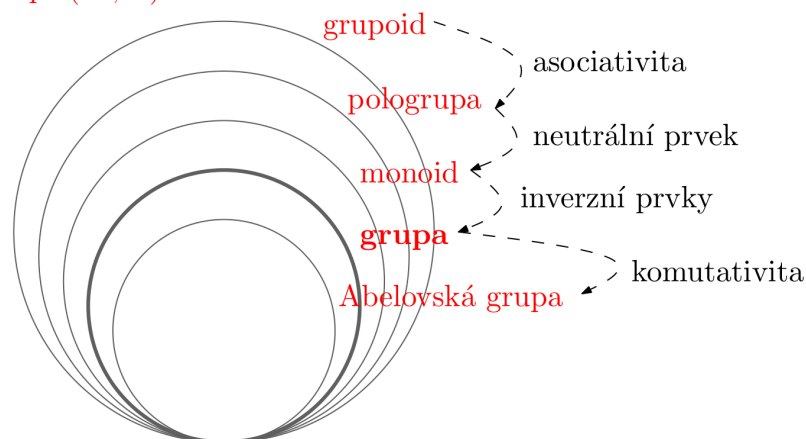 grupoid
asociativita
pologrupa
neutrální prvek
monoid
inverzní prvky
grupa
komutativita
Abelovská grupa